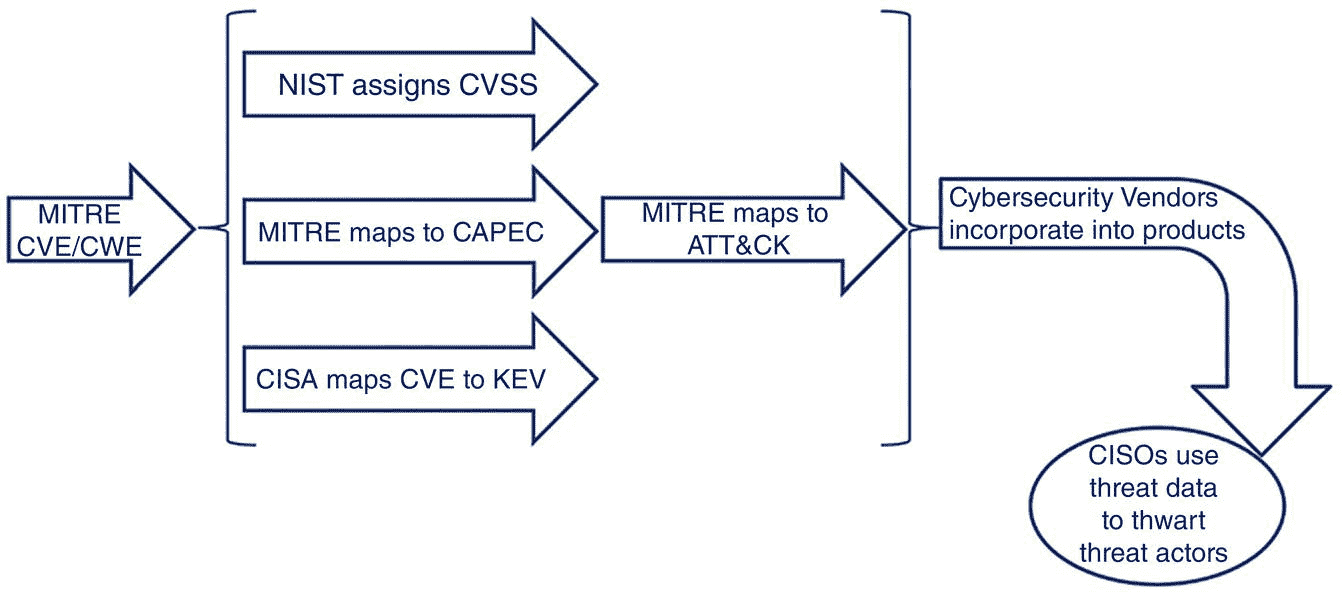 MITRE
CVE/CWE
NIST assigns CVSS
MITRE maps to CAPEC
CISA maps CVE to KEV
MITRE maps to
ATT&CK
Cybersecurity Vendors
incorporate into products
CISOs use
threat data
to thwart
threat actors